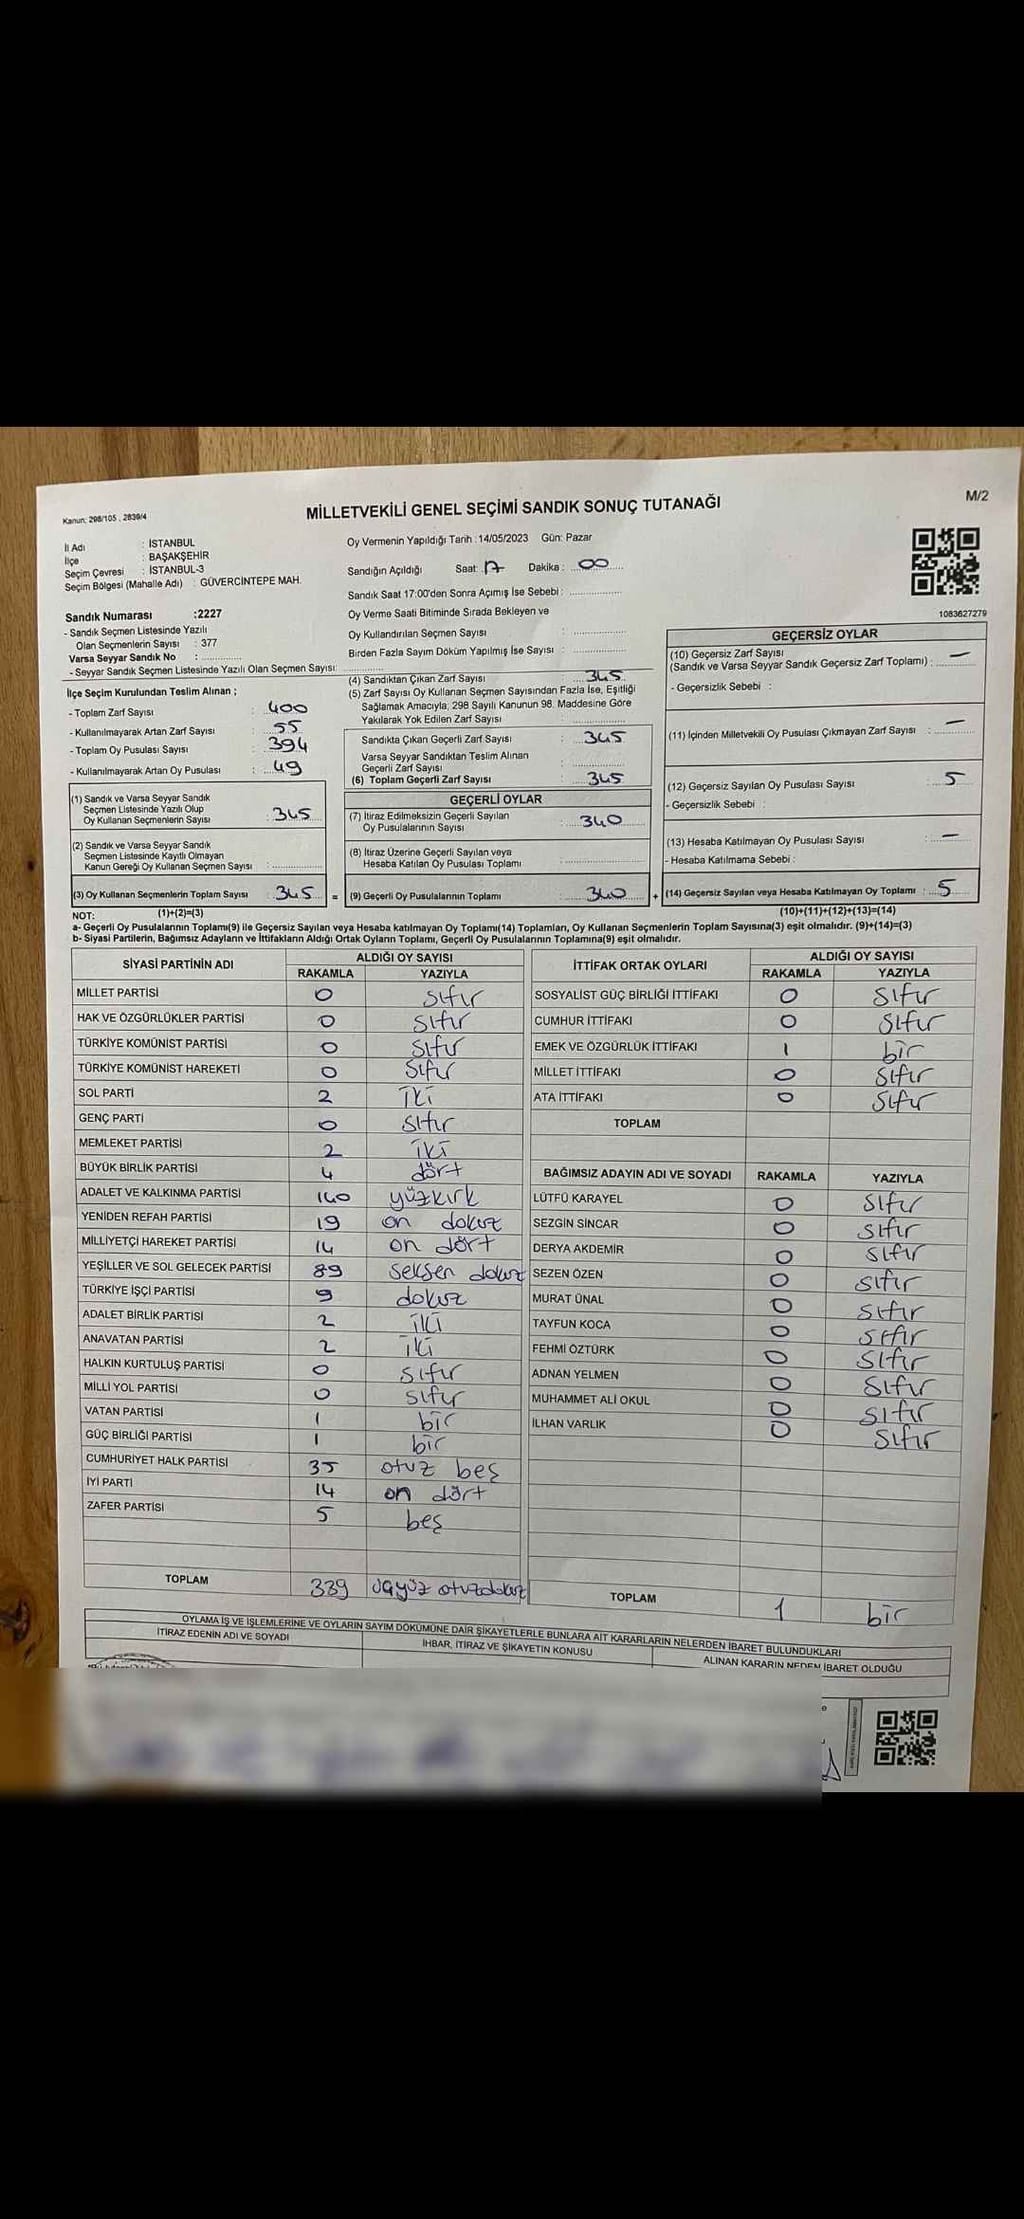 Kanun: 298/105 , 2839/4
MİLLETVEKİLİ GENEL SEÇİMİ SANDIK SONUÇ TUTANAĞI
M/2
İl Adı : İSTANBUL
İlçe : BAŞAKŞEHİR
Seçim Çevresi : İSTANBUL-3
Seçim Bölgesi (Mahalle Adı) : GÜVERCİNTEPE MAH.
Oy Vermenin Yapıldığı Tarih : 14/05/2023 Gün: Pazar
Sandığın Açıldığı Saat: 17 Dakika : 00
Sandık Saat 17:00'den Sonra Açımış İse Sebebi :
Oy Verme Saati Bitiminde Sırada Bekleyen ve
Oy Kullandırılan Seçmen Sayısı :
Birden Fazla Sayım Döküm Yapılmış İse Sayısı :
1083627279
Sandık Numarası :2227
- Sandık Seçmen Listesinde Yazılı
Olan Seçmenlerin Sayısı : 377
Varsa Seyyar Sandık No :
- Seyyar Sandık Seçmen Listesinde Yazılı Olan Seçmen Sayısı:
İlçe Seçim Kurulundan Teslim Alınan ;
- Toplam Zarf Sayısı : 400
- Kullanılmayarak Artan Zarf Sayısı : 55
- Toplam Oy Pusulası Sayısı : 394
- Kullanılmayarak Artan Oy Pusulası : 49
(1) Sandık ve Varsa Seyyar Sandık
Seçmen Listesinde Yazılı Olup
Oy Kullanan Seçmenlerin Sayısı : 345
(2) Sandık ve Varsa Seyyar Sandık
Seçmen Listesinde Kayıtlı Olmayan
Kanun Gereği Oy Kullanan Seçmen Sayısı :
(3) Oy Kullanan Seçmenlerin Toplam Sayısı : 345 =
(1)+(2)=(3)
(4) Sandıktan Çıkan Zarf Sayısı : 345
(5) Zarf Sayısı Oy Kullanan Seçmen Sayısından Fazla İse, Eşitliği
Sağlamak Amacıyla, 298 Sayılı Kanunun 98. Maddesine Göre
Yakılarak Yok Edilen Zarf Sayısı :
Sandıkta Çıkan Geçerli Zarf Sayısı : 345
Varsa Seyyar Sandıktan Teslim Alınan
Geçerli Zarf Sayısı :
(6) Toplam Geçerli Zarf Sayısı : 345
GEÇERLİ OYLAR
(7) İtiraz Edilmeksizin Geçerli Sayılan
Oy Pusulalarının Sayısı : 340
(8) İtiraz Üzerine Geçerli Sayılan veya
Hesaba Katılan Oy Pusulası Toplamı :
(9) Geçerli Oy Pusulalarının Toplamı : 340 +
GEÇERSİZ OYLAR
(10) Geçersiz Zarf Sayısı
(Sandık ve Varsa Seyyar Sandık Geçersiz Zarf Toplamı) : —
- Geçersizlik Sebebi :
(11) İçinden Milletvekili Oy Pusulası Çıkmayan Zarf Sayısı : —
(12) Geçersiz Sayılan Oy Pusulası Sayısı : 5
- Geçersizlik Sebebi :
(13) Hesaba Katılmayan Oy Pusulası Sayısı : —
- Hesaba Katılmama Sebebi :
(14) Geçersiz Sayılan veya Hesaba Katılmayan Oy Toplamı : 5
(10)+(11)+(12)+(13)=(14)
NOT:
a- Geçerli Oy Pusulalarının Toplamı(9) ile Geçersiz Sayılan veya Hesaba katılmayan Oy Toplamı(14) Toplamları, Oy Kullanan Seçmenlerin Toplam Sayısına(3) eşit olmalıdır. (9)+(14)=(3)
b- Siyasi Partilerin, Bağımsız Adayların ve İttifakların Aldığı Ortak Oyların Toplamı, Geçerli Oy Pusulalarının Toplamına(9) eşit olmalıdır.
SİYASİ PARTİNİN ADI ALDIĞI OY SAYISI
RAKAMLA YAZIYLA
MİLLET PARTİSİ 0 sıfır
HAK VE ÖZGÜRLÜKLER PARTİSİ 0 sıfır
TÜRKİYE KOMÜNİST PARTİSİ 0 sıfır
TÜRKİYE KOMÜNİST HAREKETİ 0 sıfır
SOL PARTİ 2 iki
GENÇ PARTİ 0 sıfır
MEMLEKET PARTİSİ 2 iki
BÜYÜK BİRLİK PARTİSİ 4 dört
ADALET VE KALKINMA PARTİSİ 140 yüzkırk
YENİDEN REFAH PARTİSİ 19 on dokuz
MİLLİYETÇİ HAREKET PARTİSİ 14 on dört
YEŞİLLER VE SOL GELECEK PARTİSİ 89 seksen dokuz
TÜRKİYE İŞÇİ PARTİSİ 9 dokuz
ADALET BİRLİK PARTİSİ 2 iki
ANAVATAN PARTİSİ 2 iki
HALKIN KURTULUŞ PARTİSİ 0 sıfır
MİLLİ YOL PARTİSİ 0 sıfır
VATAN PARTİSİ 1 bir
GÜÇ BİRLİĞİ PARTİSİ 1 bir
CUMHURİYET HALK PARTİSİ 35 otuz beş
İYİ PARTİ 14 on dört
ZAFER PARTİSİ 5 beş
TOPLAM 339 üçyüz otuzdokuz
İTTİFAK ORTAK OYLARI ALDIĞI OY SAYISI
RAKAMLA YAZIYLA
SOSYALİST GÜÇ BİRLİĞİ İTTİFAKI 0 sıfır
CUMHUR İTTİFAKI 0 sıfır
EMEK VE ÖZGÜRLÜK İTTİFAKI 1 bir
MİLLET İTTİFAKI 0 sıfır
ATA İTTİFAKI 0 sıfır
TOPLAM
BAĞIMSIZ ADAYIN ADI VE SOYADI RAKAMLA YAZIYLA
LÜTFÜ KARAYEL 0 sıfır
SEZGİN SİNCAR 0 sıfır
DERYA AKDEMİR 0 sıfır
SEZEN ÖZEN 0 sıfır
MURAT ÜNAL 0 sıfır
TAYFUN KOCA 0 sıfır
FEHMİ ÖZTÜRK 0 sıfır
ADNAN YELMEN 0 sıfır
MUHAMMET ALİ OKUL 0 sıfır
İLHAN VARLIK 0 sıfır
TOPLAM 1 bir
OYLAMA İŞ VE İŞLEMLERİNE VE OYLARIN SAYIM DÖKÜMÜNE DAİR ŞİKAYETLERLE BUNLARA AİT KARARLARIN NELERDEN İBARET BULUNDUKLARI
İTİRAZ EDENİN ADI VE SOYADI İHBAR, İTİRAZ VE ŞİKAYETİN KONUSU ALINAN KARARIN NEDEN İBARET OLDUĞU